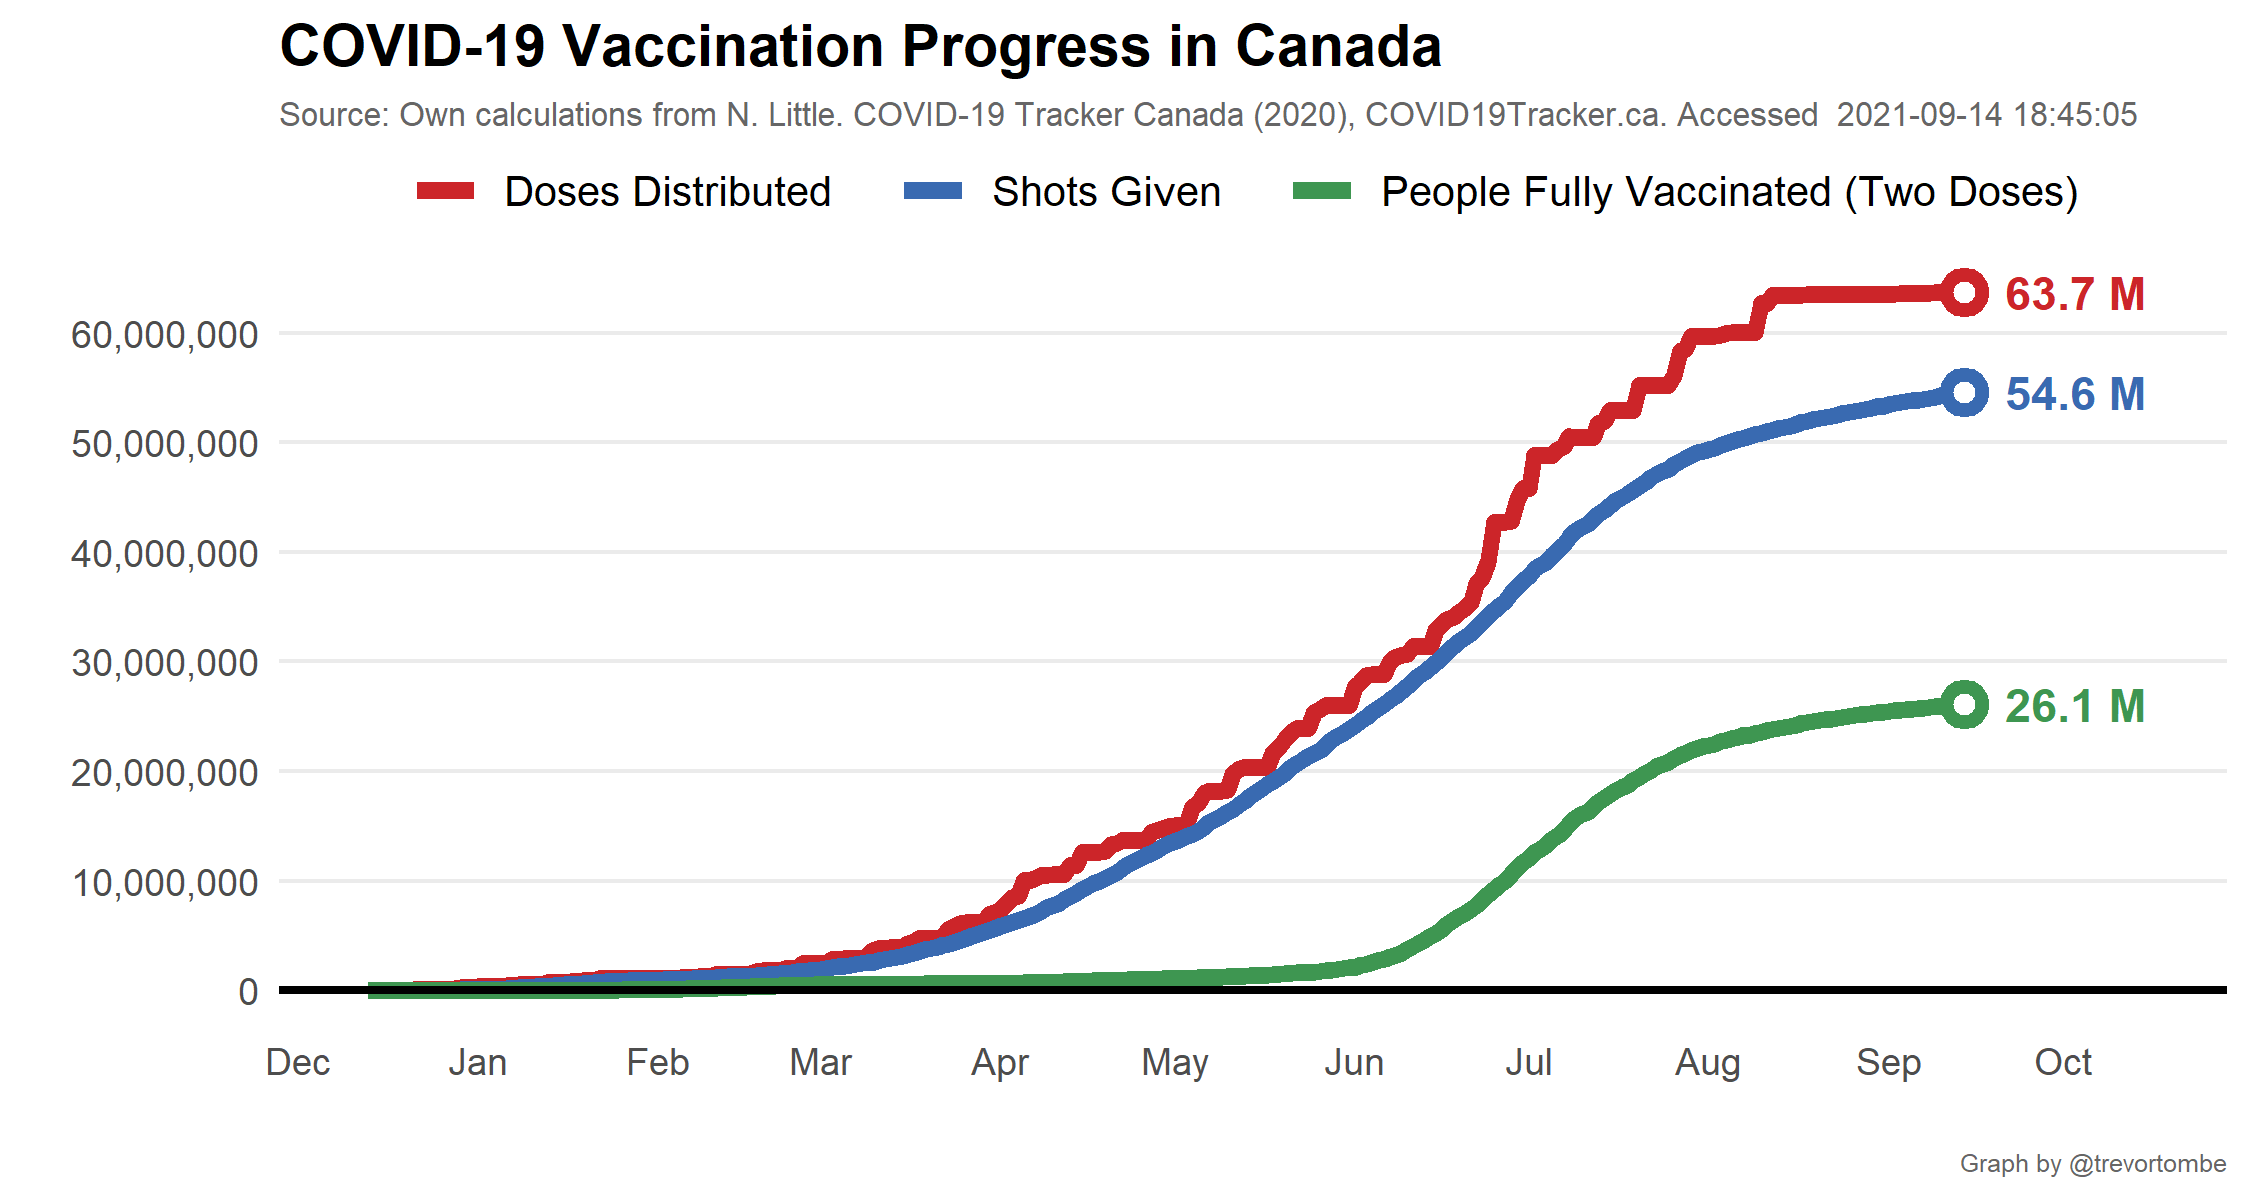 COVID-19 Vaccination Progress in Canada
Source: Own calculations from N. Little. COVID-19 Tracker Canada (2020), COVID19Tracker.ca. Accessed  2021-09-14 18:45:05
Doses Distributed Shots Given People Fully Vaccinated (Two Doses)
63.7 M
60,000,000
54.6 M
50,000,000
40,000,000
30,000,000
26.1 M
20,000,000
10,000,000
0
Dec Jan Feb Mar Apr May Jun Jul Aug Sep Oct
Graph by @trevortombe